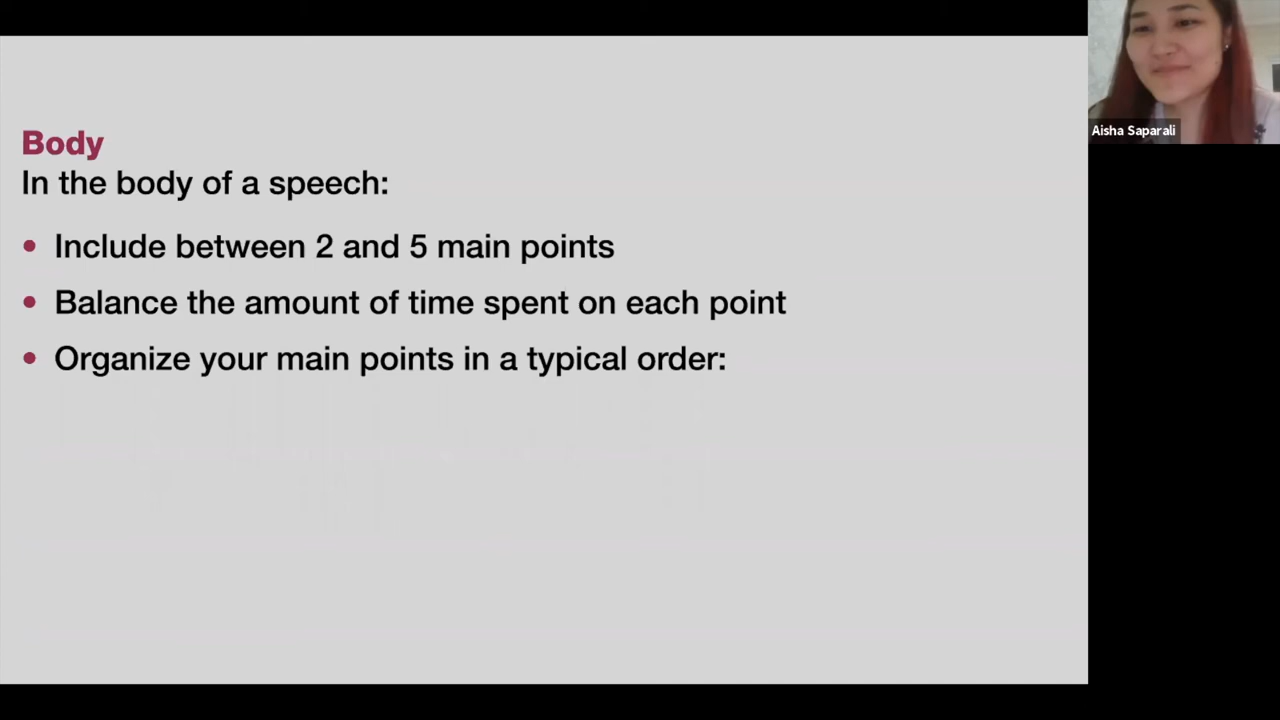 Body
In the body of a speech:
• Include between 2 and 5 main points
• Balance the amount of time spent on each point
• Organize your main points in a typical order:
Aisha Saparali